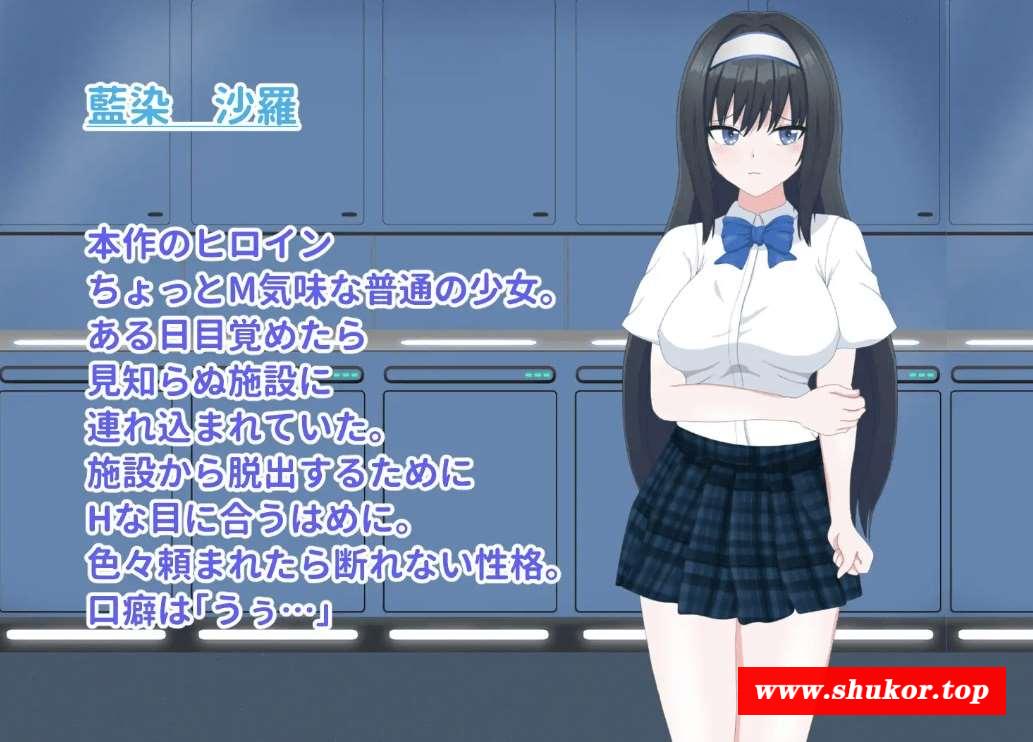 藍染　沙羅
本作のヒロイン
ちょっとM気味な普通の少女。
ある日目覚めたら
見知らぬ施設に
連れ込まれていた。
施設から脱出するために
Hな目に合うはめに。
色々頼まれたら断れない性格。
口癖は「うぅ…」
www.shukor.top